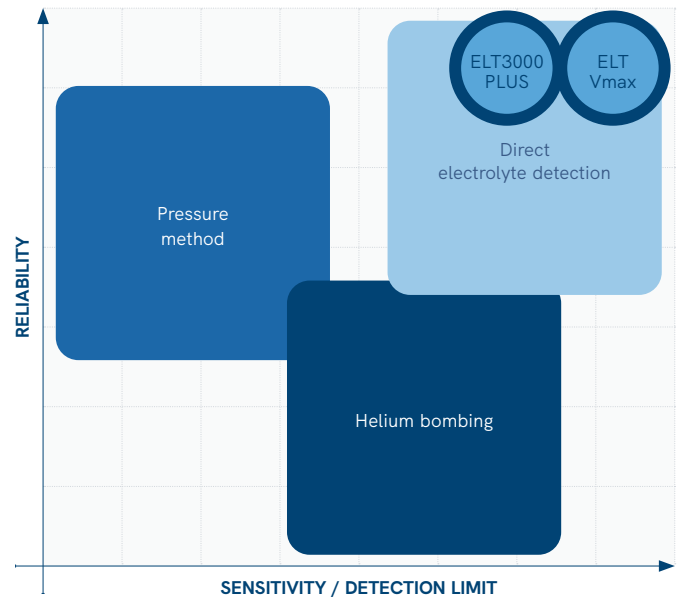 ELT3000
PLUS
ELT
Vmax
Direct
electrolyte detection
Pressure
method
Helium bombing
RELIABILITY
SENSITIVITY / DETECTION LIMIT